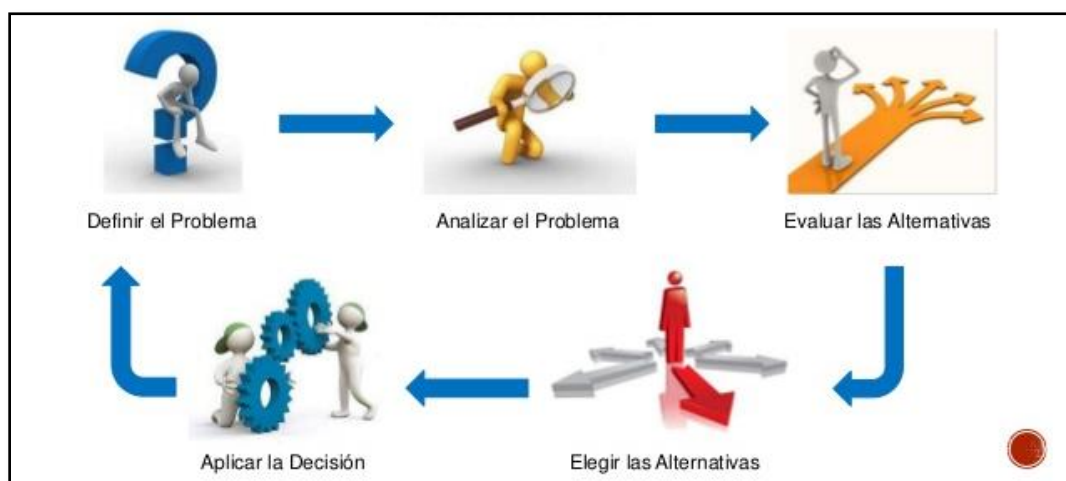 Definir el Problema
Analizar el Problema
Evaluar las Alternativas
Aplicar la Decisión
Elegir las Alternativas